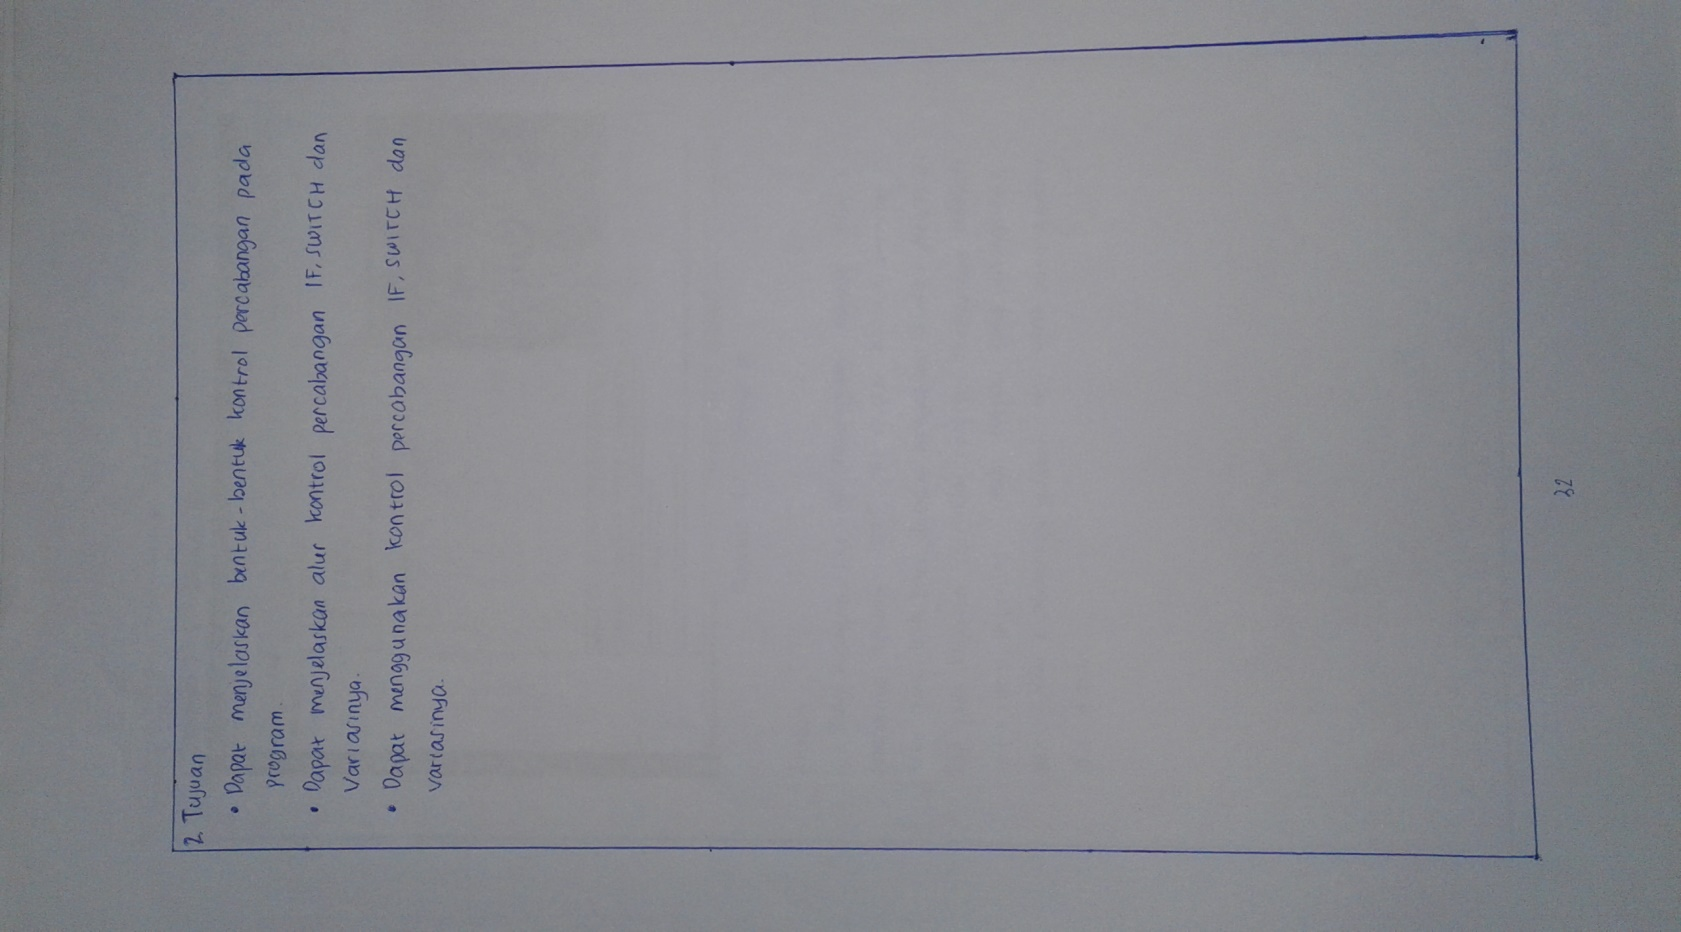 2. Tujuan
• Dapat menjelaskan bentuk-bentuk kontrol percabangan pada
program.
• Dapat menjelaskan alur kontrol percabangan IF, SWITCH dan
Variasinya.
• Dapat menggunakan kontrol percabangan IF, SWITCH dan
variasinya.
32